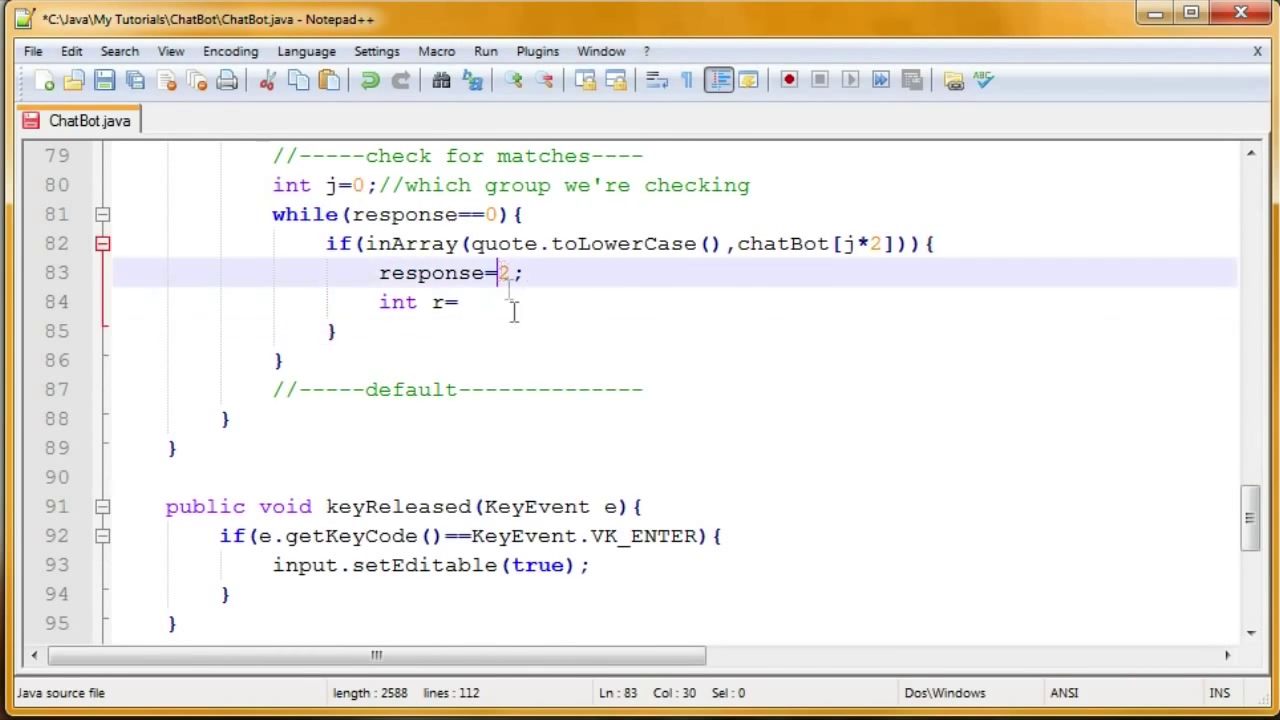 *C:\Java\My Tutorials\ChatBot\ChatBot.java - Notepad++
File Edit Search View Encoding Language Settings Macro Run Plugins Window ? X
ABC
ChatBot.java
79 //-----check for matches----
80 int j=0;//which group we're checking
81 while(response==0){
82 if(inArray(quote.toLowerCase(),chatBot[j*2])){
83 response=2;
84 int r=
85 }
86 }
87 //-----default--------------
88 }
89 }
90
91 public void keyReleased(KeyEvent e){
92 if(e.getKeyCode()==KeyEvent.VK_ENTER){
93 input.setEditable(true);
94 }
95 }
Java source file length : 2588 lines : 112 Ln : 83 Col : 30 Sel : 0 Dos\Windows ANSI INS